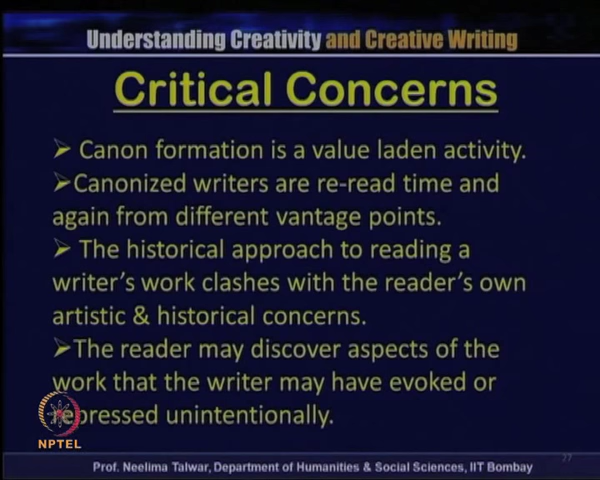 Understanding Creativity and Creative Writing
Critical Concerns
➢ Canon formation is a value laden activity.
➢Canonized writers are re-read time and
again from different vantage points.
➢ The historical approach to reading a
writer's work clashes with the reader's own
artistic & historical concerns.
➢The reader may discover aspects of the
work that the writer may have evoked or
repressed unintentionally.
NPTEL
27
Prof. Neelima Talwar, Department of Humanities & Social Sciences, IIT Bombay